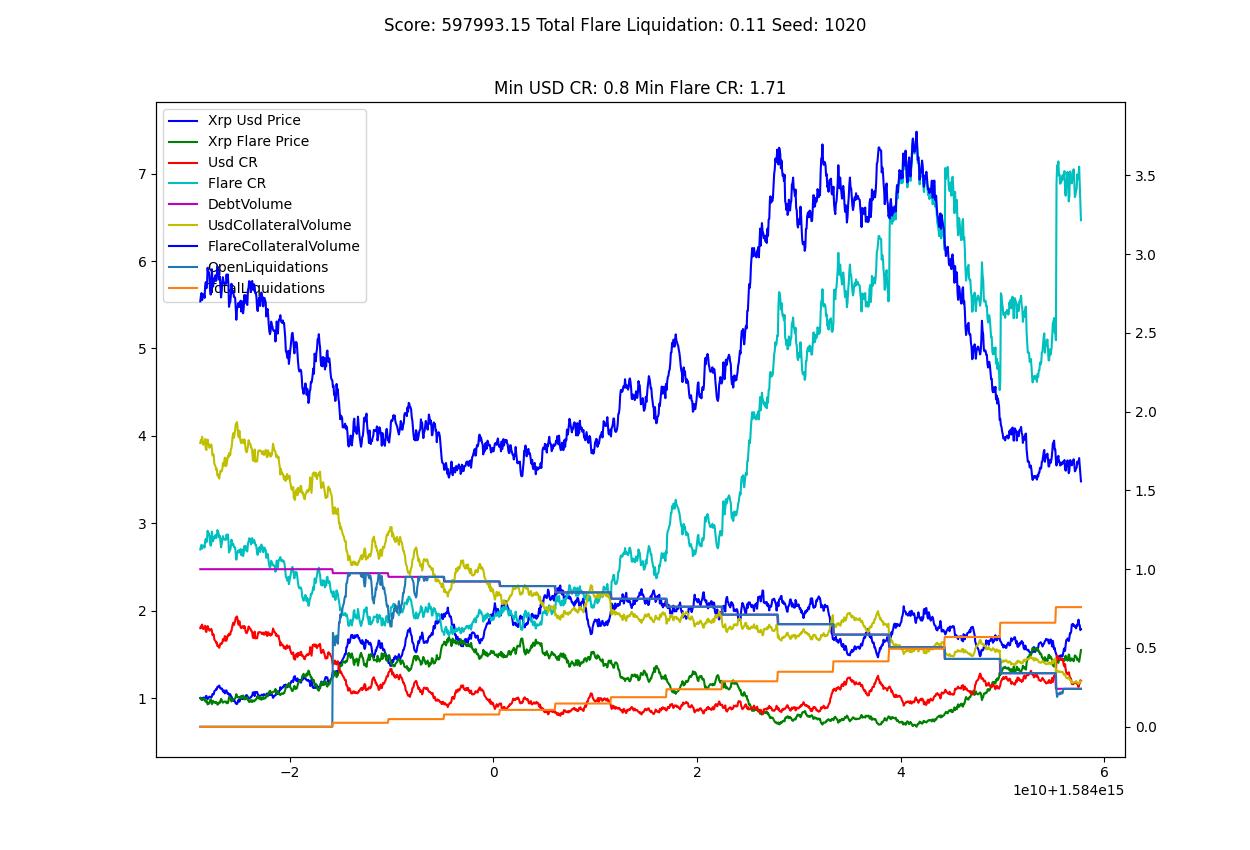 Score: 597993.15 Total Flare Liquidation: 0.11 Seed: 1020
Min USD CR: 0.8 Min Flare CR: 1.71
Xrp Usd Price
Xrp Flare Price
Usd CR
Flare CR
DebtVolume
UsdCollateralVolume
FlareCollateralVolume
OpenLiquidations
TotalLiquidations
7
6
5
4
3
2
1
3.5
3.0
2.5
2.0
1.5
1.0
0.5
0.0
−2 0 2 4 6
1e10+1.584e15